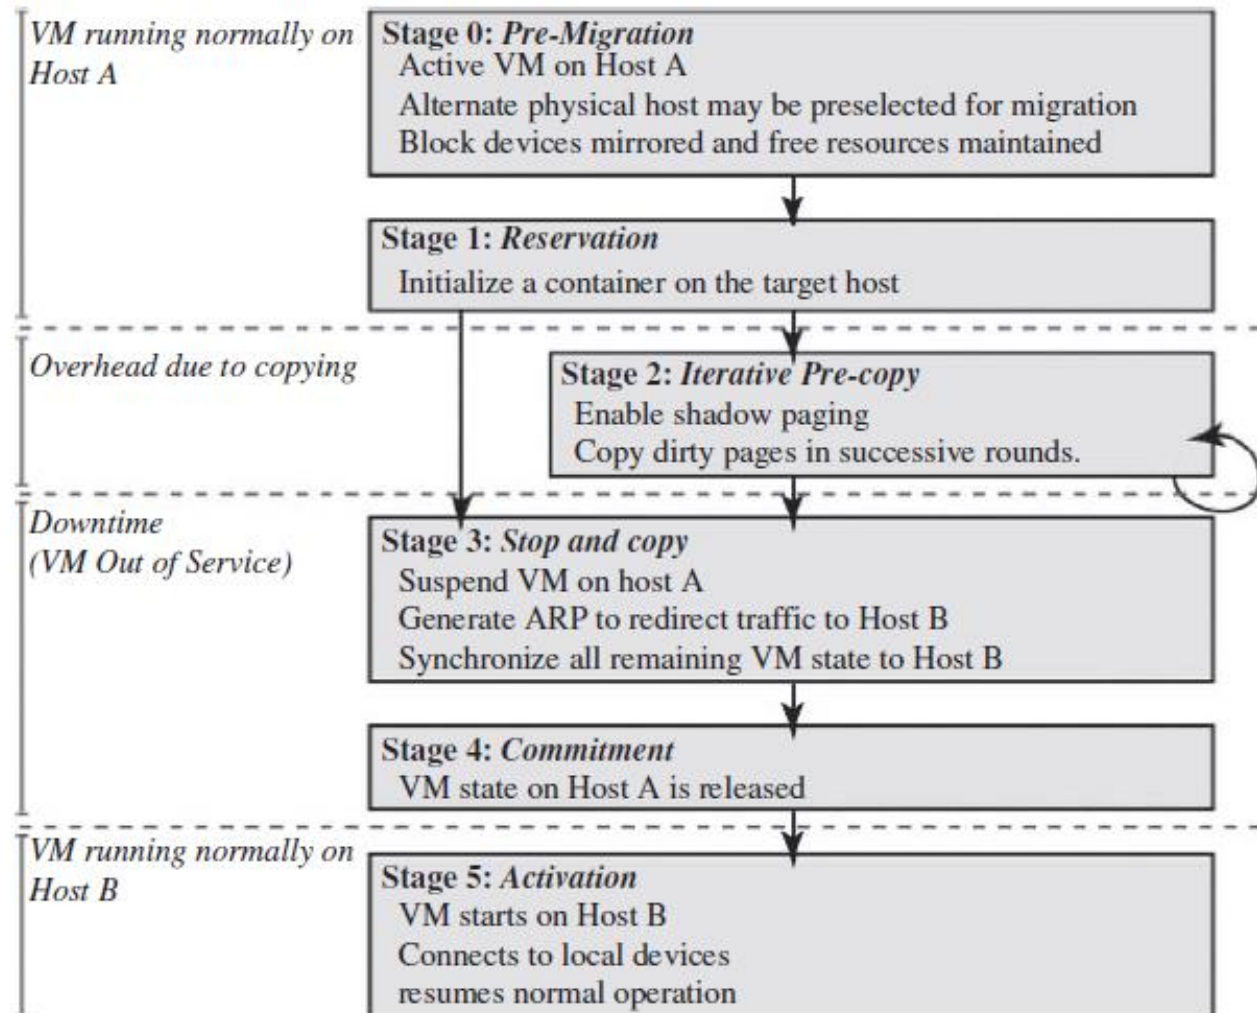 VM running normally on
Host A
Stage 0: Pre-Migration
Active VM on Host A
Alternate physical host may be preselected for migration
Block devices mirrored and free resources maintained
Stage 1: Reservation
Initialize a container on the target host
Overhead due to copying
Stage 2: Iterative Pre-copy
Enable shadow paging
Copy dirty pages in successive rounds.
Downtime
(VM Out of Service)
Stage 3: Stop and copy
Suspend VM on host A
Generate ARP to redirect traffic to Host B
Synchronize all remaining VM state to Host B
Stage 4: Commitment
VM state on Host A is released
VM running normally on
Host B
Stage 5: Activation
VM starts on Host B
Connects to local devices
resumes normal operation